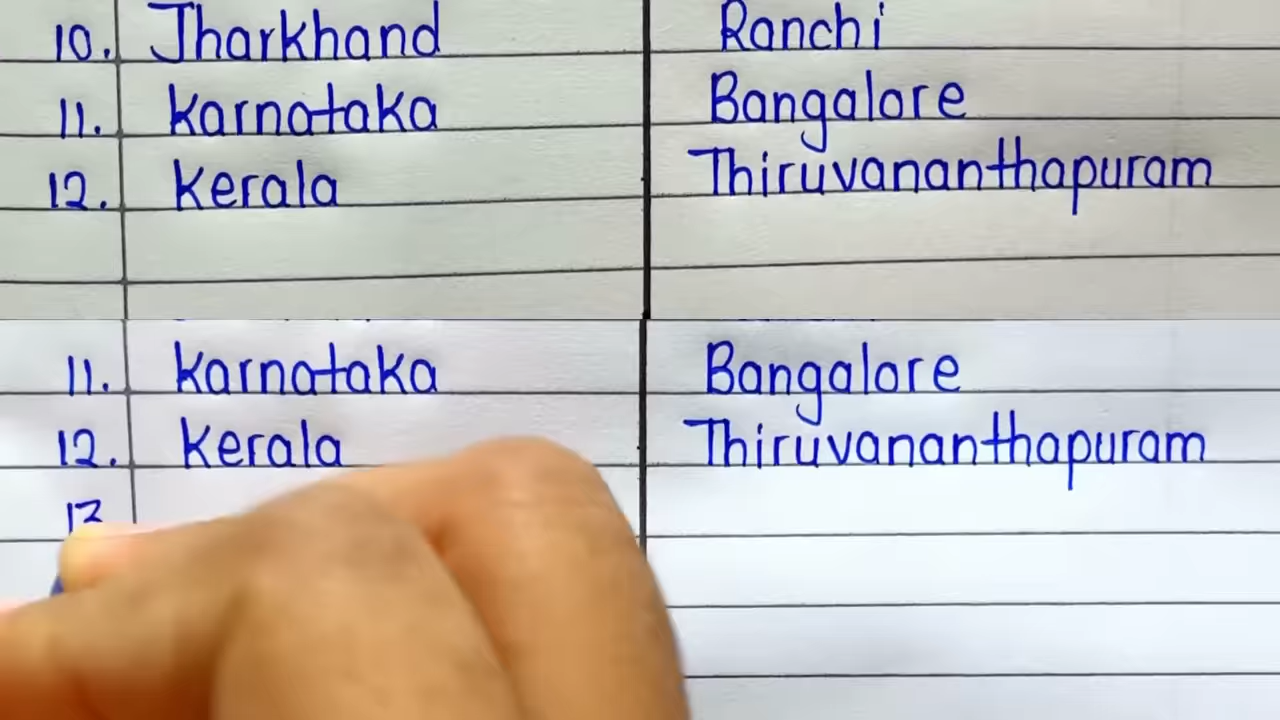 10. Jharkhand Ranchi
11. Karnataka Bangalore
12. Kerala Thiruvananthapuram
11. Karnataka Bangalore
12. Kerala Thiruvananthapuram
13